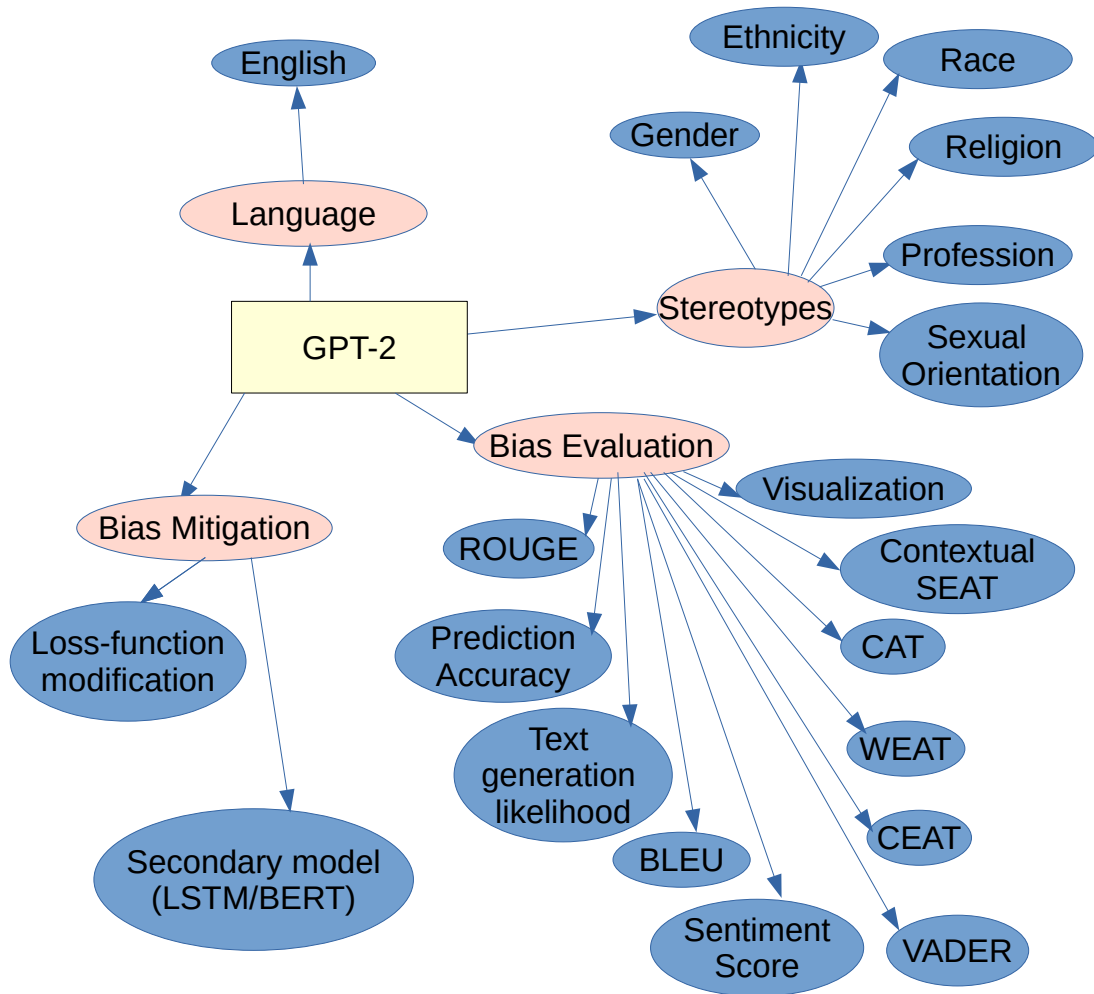 English
Ethnicity
Race
Gender
Religion
Language
Profession
Stereotypes
GPT-2
Sexual
Orientation
Bias Evaluation
Visualization
Bias Mitigation
ROUGE
Contextual
SEAT
Loss-function
modification
Prediction
Accuracy
CAT
Text
generation
likelihood
WEAT
CEAT
BLEU
Secondary model
(LSTM/BERT)
Sentiment
Score
VADER